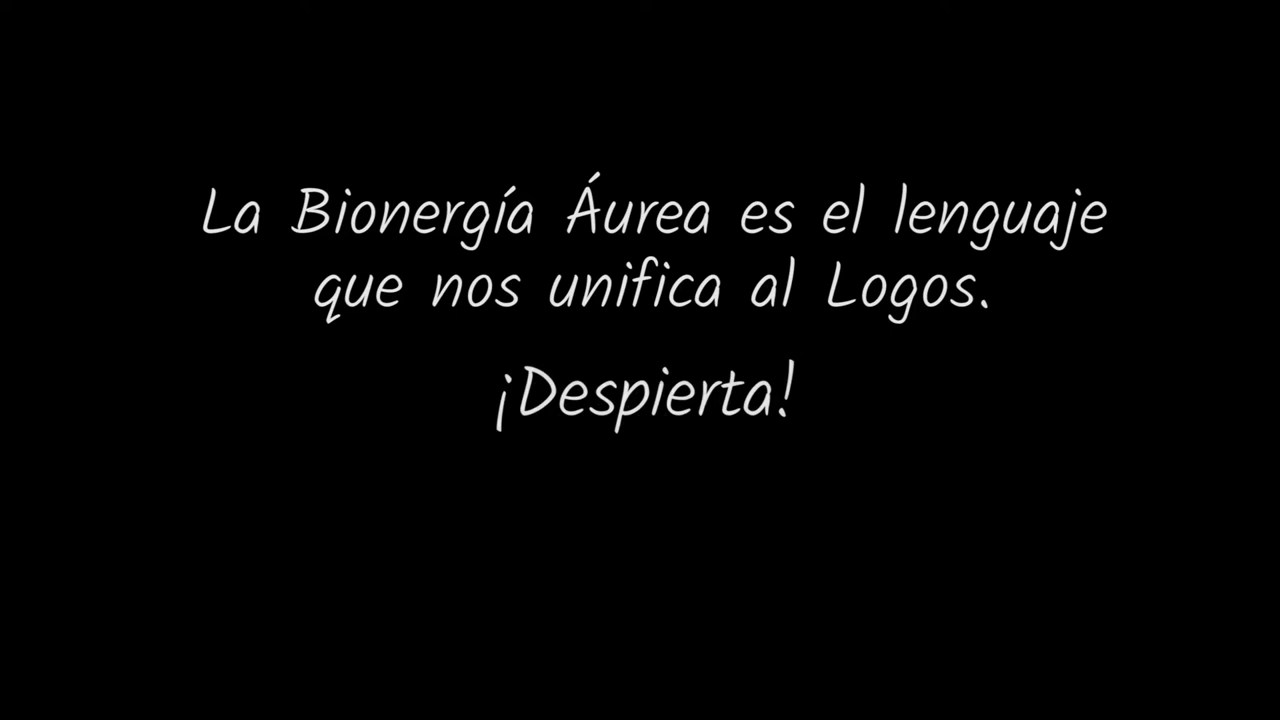 La Bionergía Áurea es el lenguaje
que nos unifica al Logos.
¡Despierta!